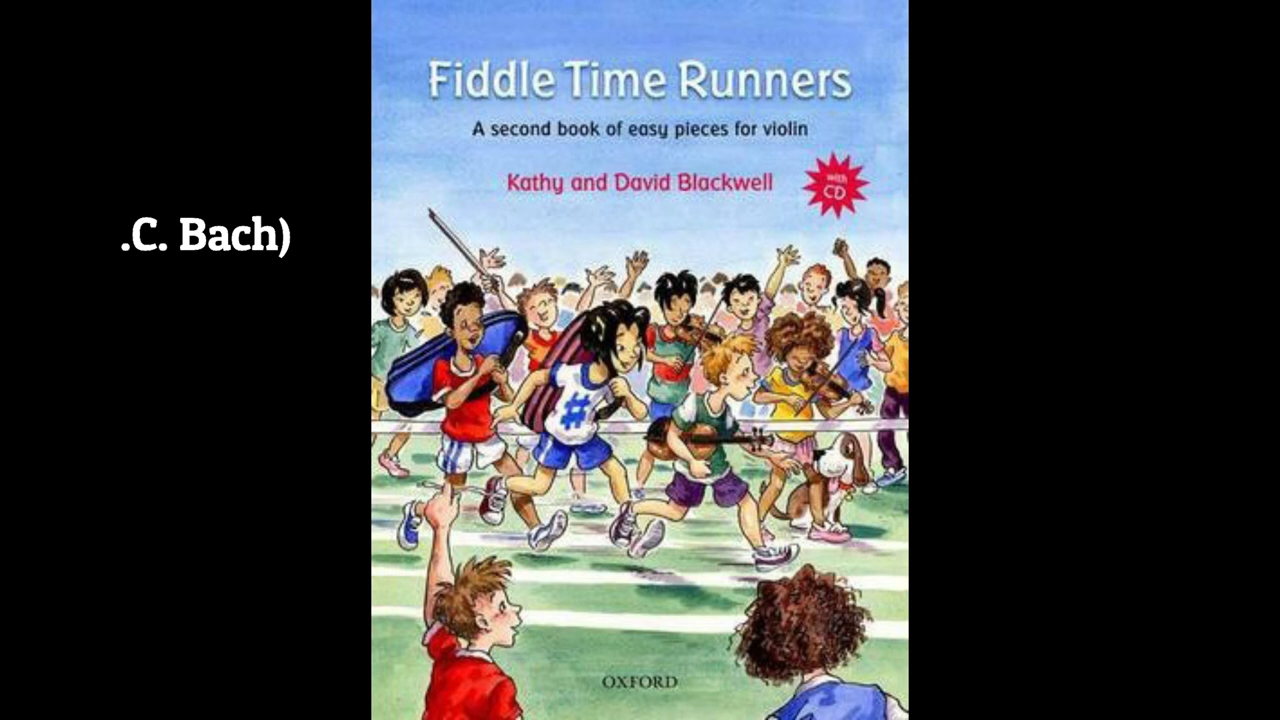 .C. Bach)
Fiddle Time Runners
A second book of easy pieces for violin
Kathy and David Blackwell
with
CD
#
OXFORD